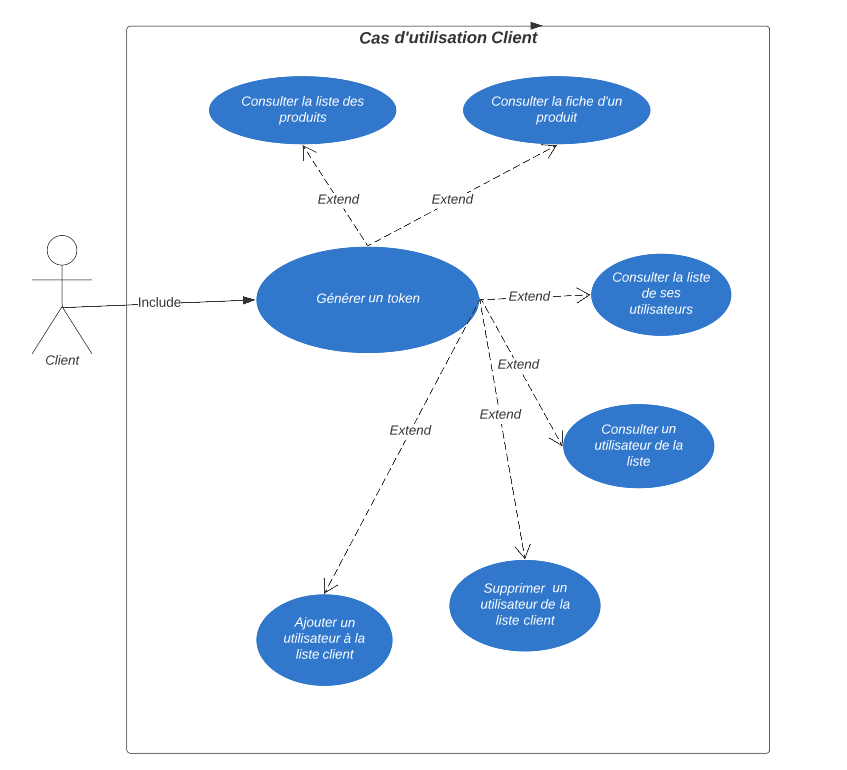 Cas d'utilisation Client
Consulter la liste des
produits
Consulter la fiche d'un
produit
Extend
Extend
Générer un token
Include
Client
Extend
Consulter la liste
de ses
utilisateurs
Extend
Extend
Extend
Consulter un
utilisateur de la
liste
Supprimer un
utilisateur de la
liste client
Ajouter un
utilisateur à la
liste client